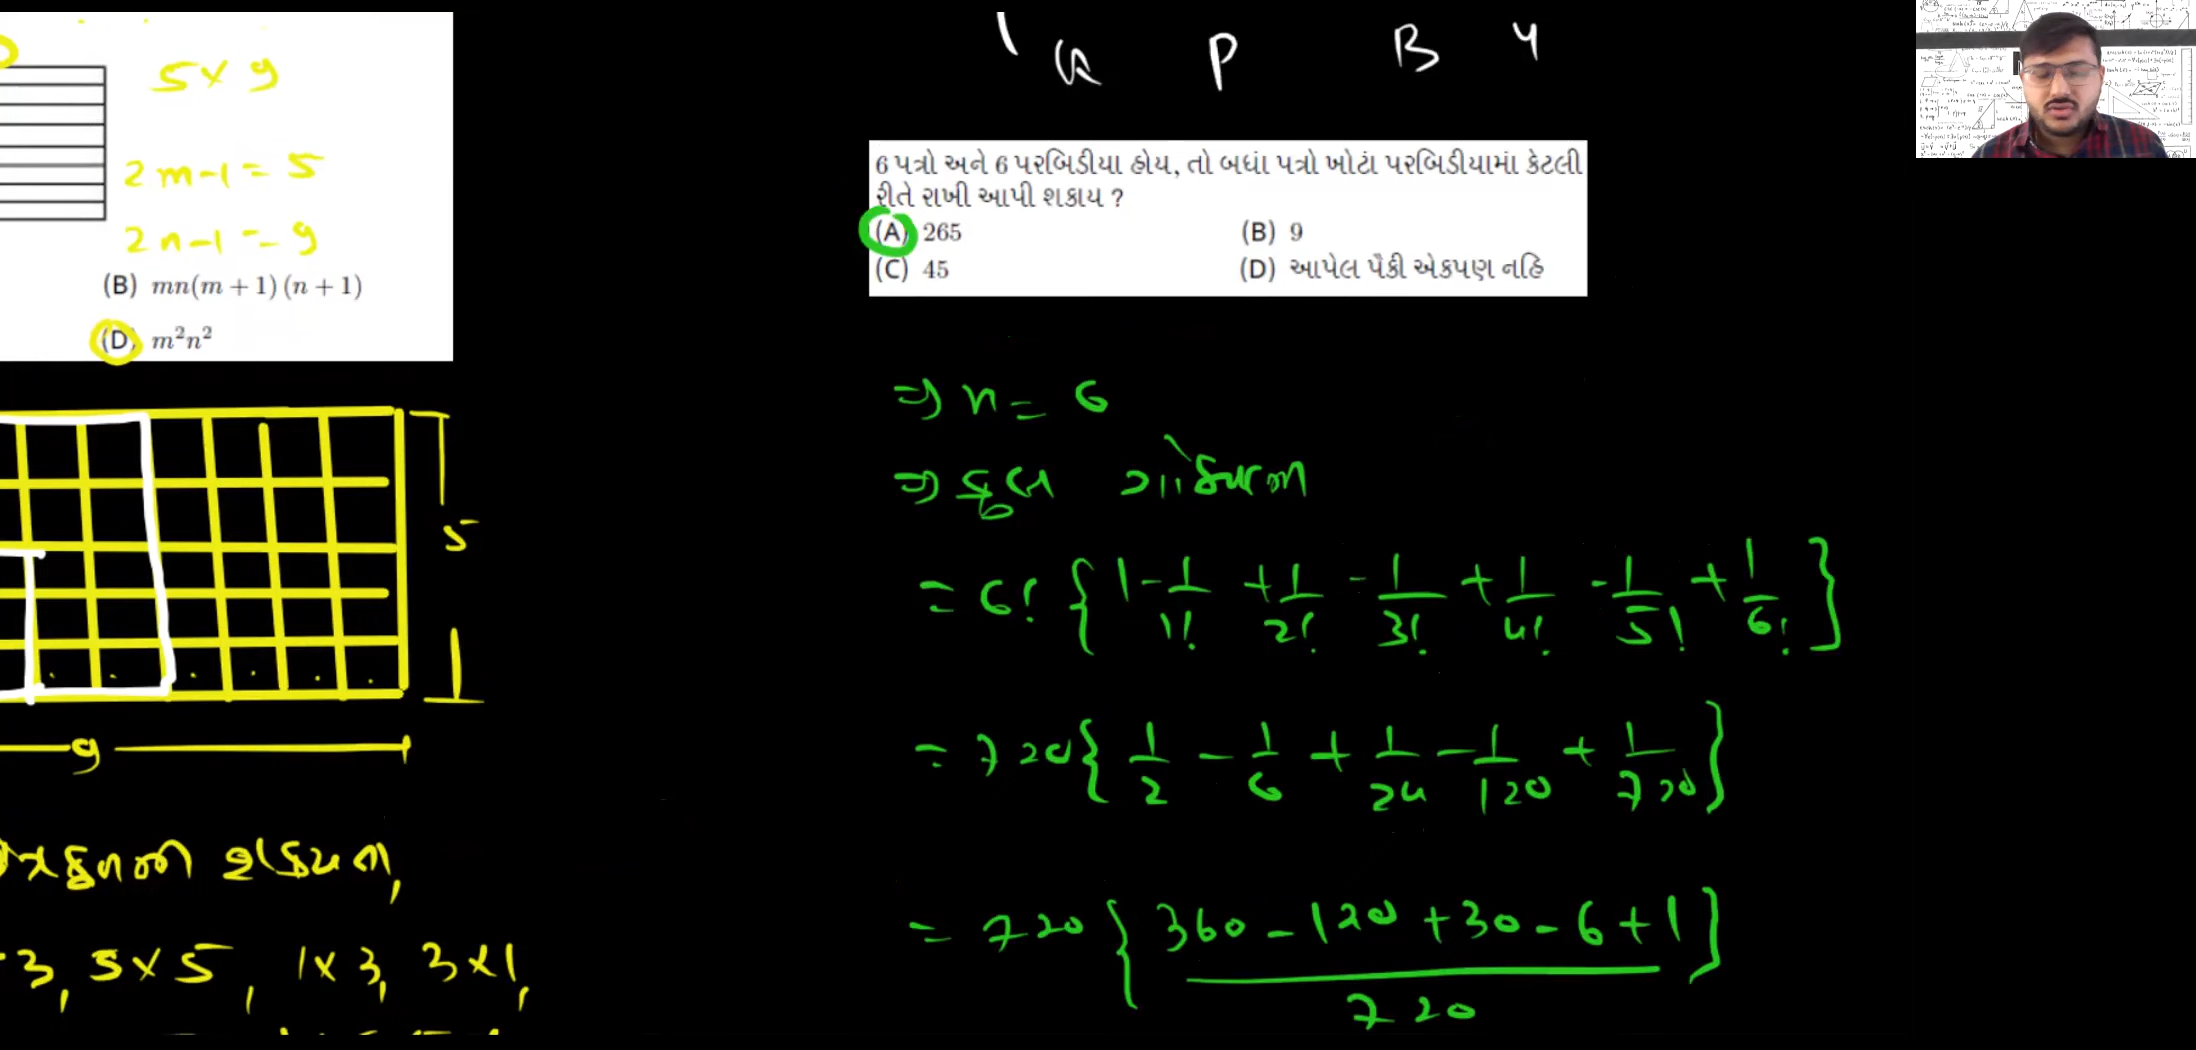 5 × 9
2m-1 = 5
2n-1 = 9
(B) mn(m + 1)(n + 1)
(D) m²n²
5
9
3, 5×5, 1×3, 3×1,
P B Y
6 પત્રો અને 6 પરબિડીયા હોય, તો બધાં પત્રો ખોટાં પરબિડીયામાં કેટલી
રીતે રાખી આપી શકાય ?
(A) 265 (B) 9
(C) 45 (D) આપેલ પૈકી એકપણ નહિ
⇒ n = 6
⇒ કુલ ગોઠવણી
= 6! { 1 - 1/1! + 1/2! - 1/3! + 1/4! - 1/5! + 1/6! }
= 720 { 1/2 - 1/6 + 1/24 - 1/120 + 1/720 }
= 720 { 360 - 120 + 30 - 6 + 1 }
720